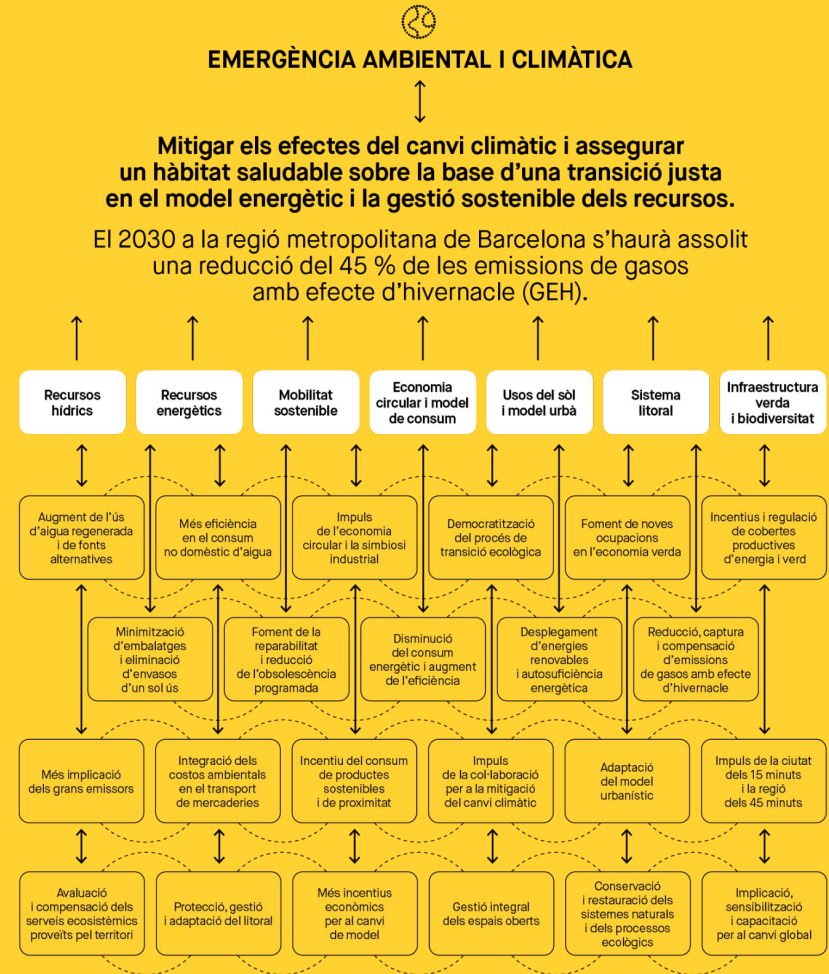 EMERGÈNCIA AMBIENTAL I CLIMÀTICA
Mitigar els efectes del canvi climàtic i assegurar
un hàbitat saludable sobre la base d'una transició justa
en el model energètic i la gestió sostenible dels recursos.
El 2030 a la regió metropolitana de Barcelona s'haurà assolit
una reducció del 45 % de les emissions de gasos
amb efecte d'hivernacle (GEH).
Recursos
hídrics
Recursos
energètics
Mobilitat
sostenible
Economia
circular i model
de consum
Usos del sòl
i model urbà
Sistema
litoral
Infraestructura
verda
i biodiversitat
Augment de l'ús
d'aigua regenerada
i de fonts
alternatives
Més eficiència
en el consum
no domèstic d'aigua
Impuls
de l'economia
circular i la simbiosi
industrial
Democratització
del procés de
transició ecològica
Foment de noves
ocupacions
en l'economia verda
Incentius i regulació
de cobertes
productives
d'energia i verd
Minimització
d'embalatges
i eliminació
d'envasos
d'un sol ús
Foment de la
reparabilitat
i reducció
de l'obsolescència
programada
Disminució
del consum
energètic i augment
de l'eficiència
Desplegament
d'energies
renovables
i autosuficiència
energètica
Reducció, captura
i compensació
d'emissions
de gasos amb efecte
d'hivernacle
Més implicació
dels grans emissors
Integració dels
costos ambientals
en el transport
de mercaderies
Incentiu del consum
de productes
sostenibles
i de proximitat
Impuls
de la col·laboració
per a la mitigació
del canvi climàtic
Adaptació
del model
urbanístic
Impuls de la ciutat
dels 15 minuts
i la regió
dels 45 minuts
Avaluació
i compensació dels
serveis ecosistèmics
proveïts pel territori
Protecció, gestió
i adaptació del litoral
Més incentius
econòmics
per al canvi
de model
Gestió integral
dels espais oberts
Conservació
i restauració dels
sistemes naturals
i dels processos
ecològics
Implicació,
sensibilització
i capacitació
per al canvi global